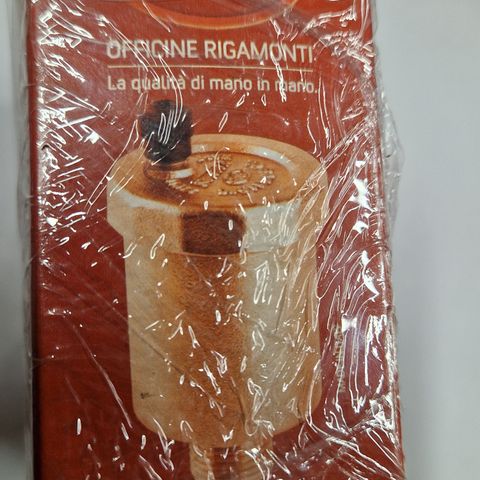 OFFICINE RIGAMONTI
La qualità di mano in mano.